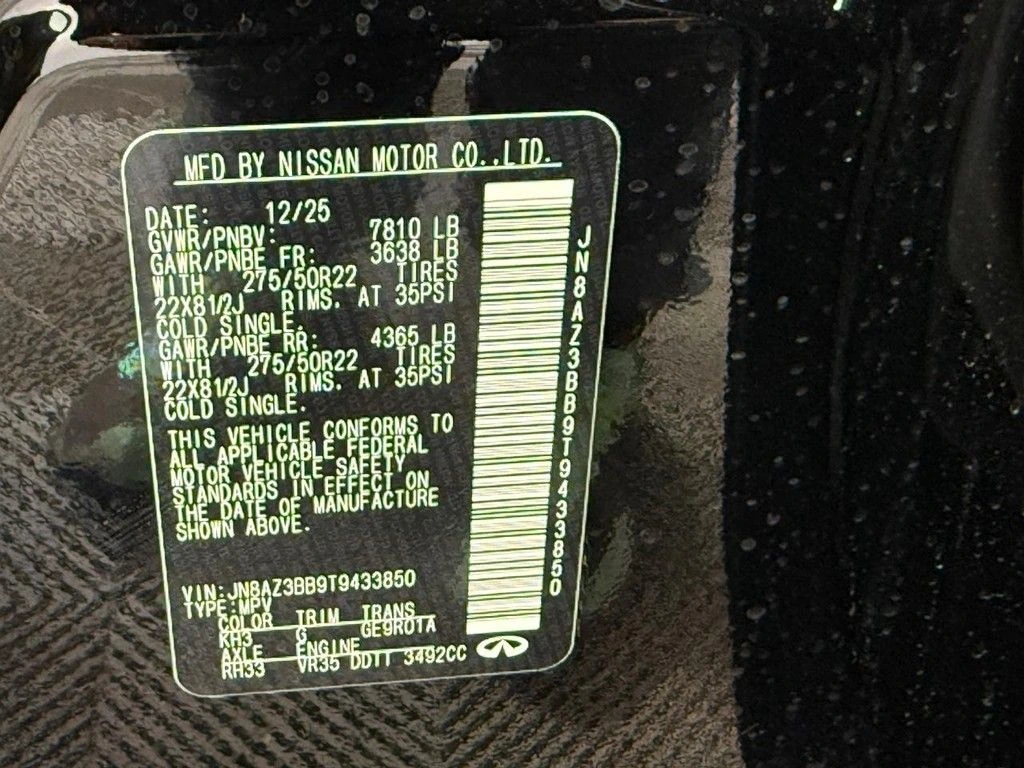 MFD BY NISSAN MOTOR CO.,LTD.
DATE: 12/25
GVWR/PNBV: 7810 LB
GAWR/PNBE FR: 3638 LB
WITH 275/50R22 TIRES
22X81/2J RIMS. AT 35PSI
COLD SINGLE.
GAWR/PNBE RR: 4365 LB
WITH 275/50R22 TIRES
22X81/2J RIMS. AT 35PSI
COLD SINGLE.
THIS VEHICLE CONFORMS TO
ALL APPLICABLE FEDERAL
MOTOR VEHICLE SAFETY
STANDARDS IN EFFECT ON
THE DATE OF MANUFACTURE
SHOWN ABOVE.
VIN:JN8AZ3BB9T9433850
TYPE:MPV
COLOR TRIM TRANS
KH3 G GE9R01A
AXLE ENGINE
RH33 VR35 DDTT 3492CC
JN8AZ3BB9T9433850